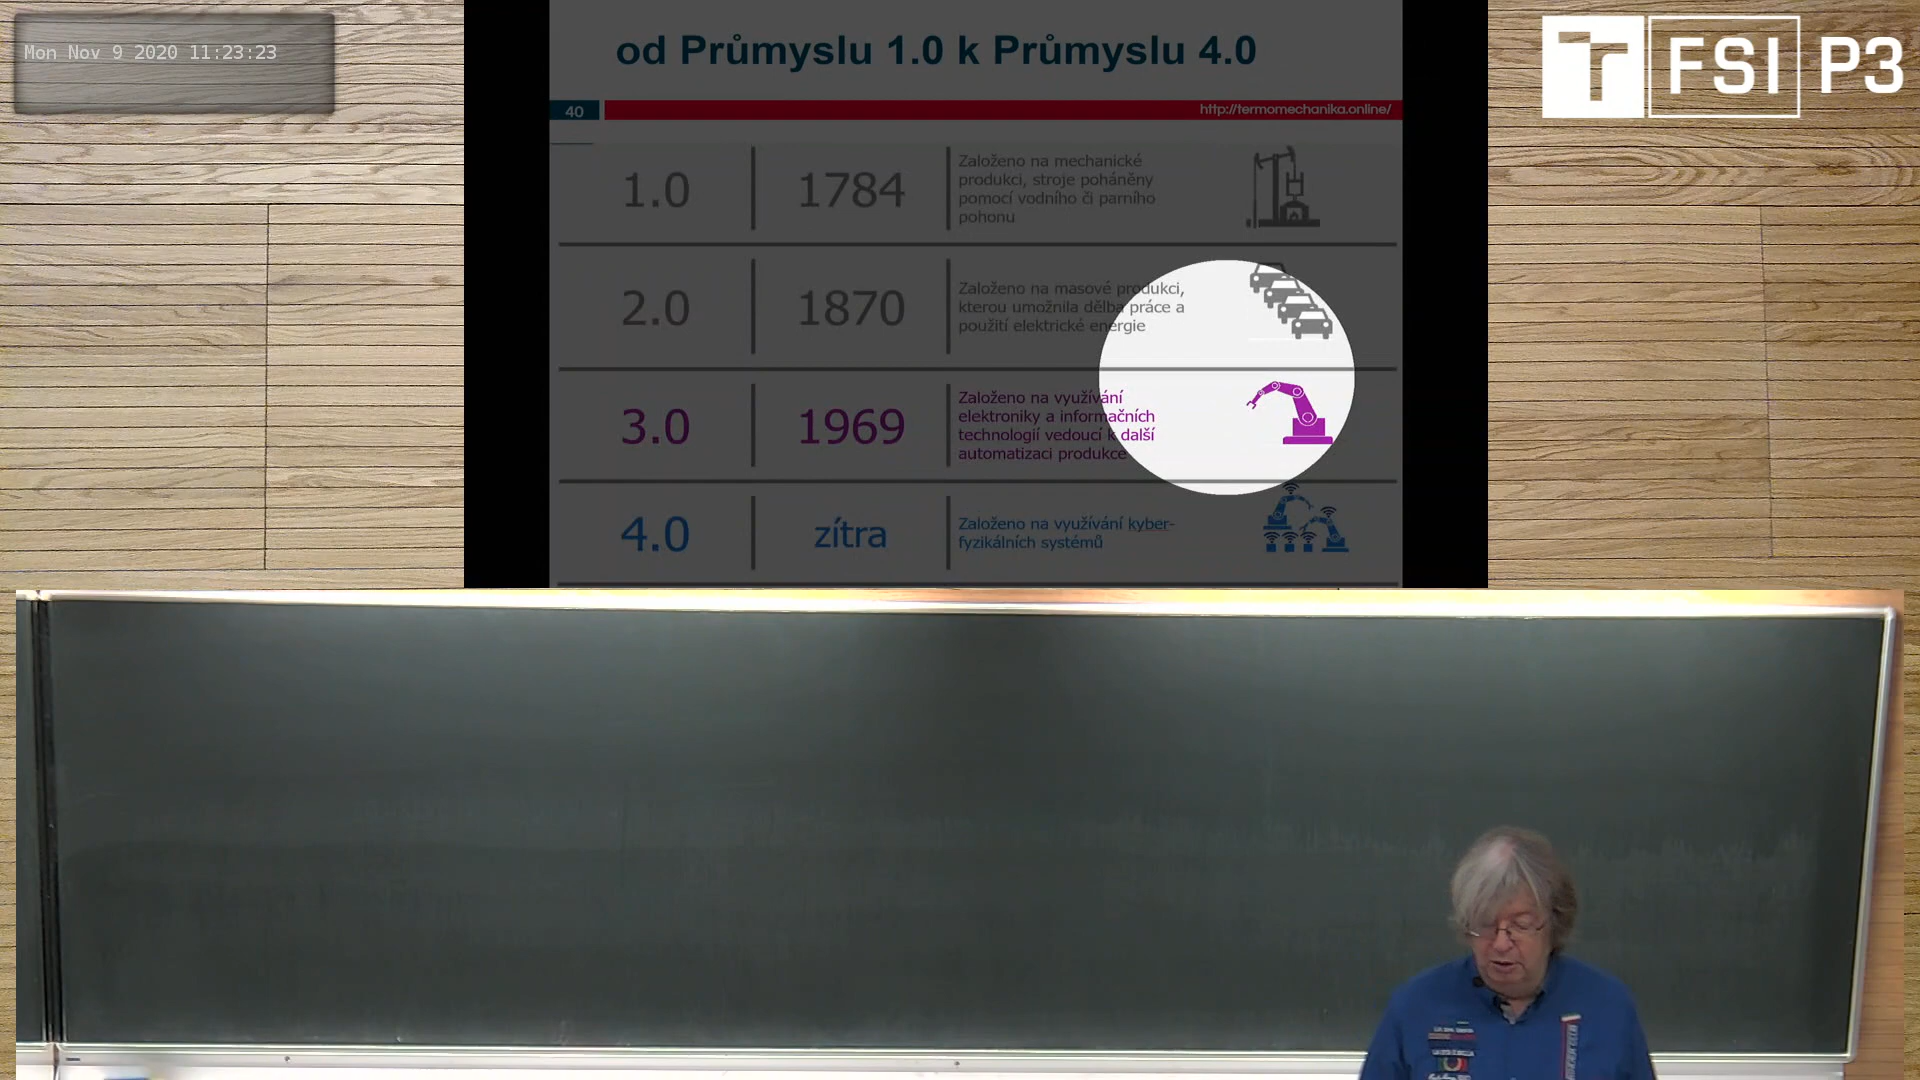 Mon Nov 9 2020 11:23:23
od Průmyslu 1.0 k Průmyslu 4.0
T FSI P3
40
http://termomechanika.online/
1.0
1784
Založeno na mechanické
produkci, stroje poháněny
pomocí vodního či parního
pohonu
2.0
1870
Založeno na masové produkci,
kterou umožnila dělba práce a
použití elektrické energie
3.0
1969
Založeno na využívání
elektroniky a informačních
technologií vedoucí k další
automatizaci produkce
4.0
zítra
Založeno na využívání kyber-
fyzikálních systémů